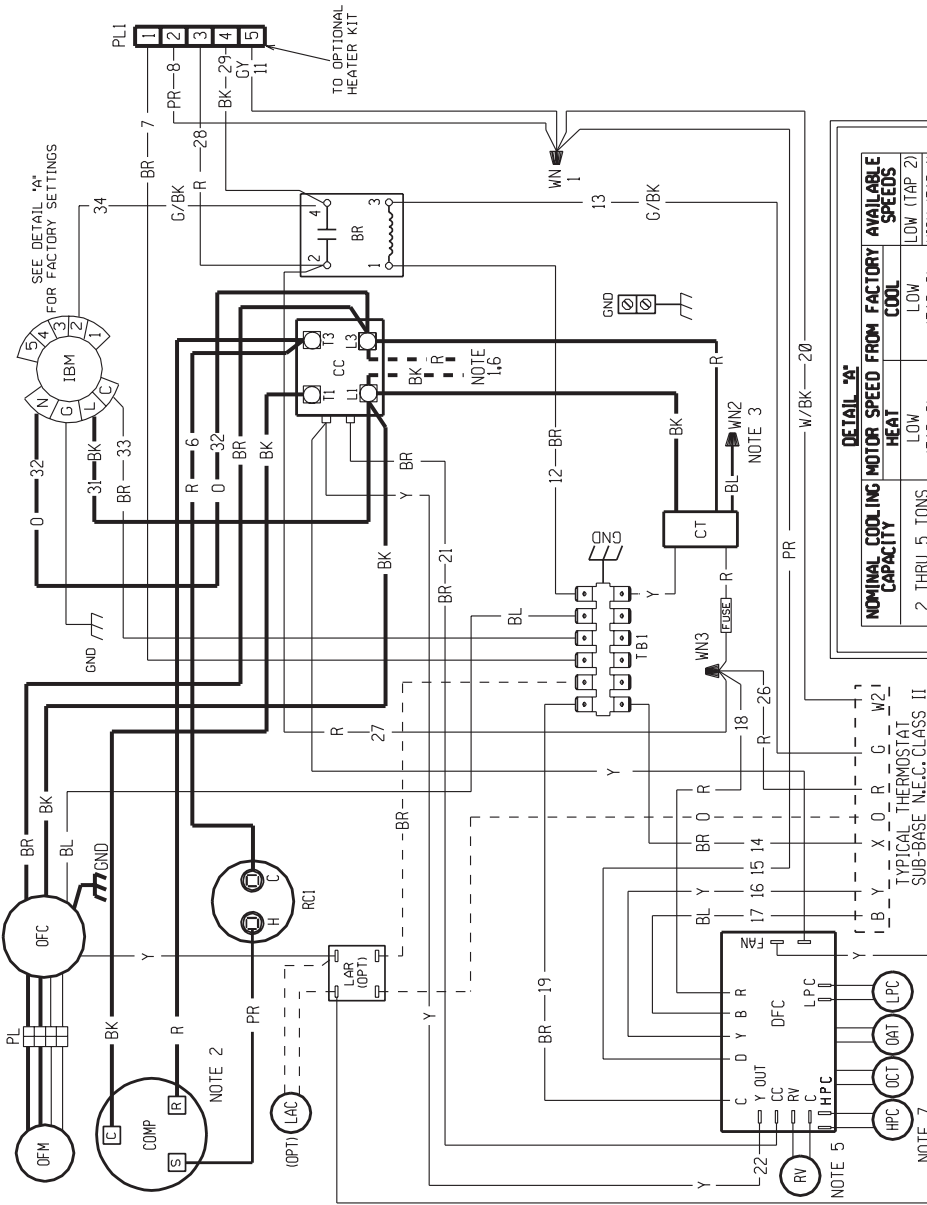 PL1
1
2
3
4
5
TO OPTIONAL
HEATER KIT
BR
7
PR
8
R
28
BK
29
GY
11
SEE DETAIL "A"
FOR FACTORY SETTINGS
34
G/BK
5
4
3
2
1
IBM
N
G
L
C
4
2
BR
3
1
WN
1
13
G/BK
O
32
31
BK
BR
33
GND
R
6
O
32
BR
BK
T3
T1
CC
L3
L1
BK
R
NOTE
1,6
GND
BR
Y
12
BR
BK
R
BL
WN2
NOTE 3
CT
W/BK
20
PR
BK
BR
21
BL
GND
Y
R
FUSE
TB1
WN3
18
R
26
R
27
Y
BR
BR
BK
BL
GND
OFC
PL
OFM
BK
R
PR
Y
C
R
S
COMP
NOTE 2
C
H
RC1
LAR
(OPT)
LAC
(OPT)
Y
BR
19
R
O
BR
14
15
Y
16
BL
17
FAN
R
B
Y
D
C
DFC
LPC
Y OUT
CC
RV
C
HPC
22
Y
Y
RV
NOTE 5
HPC
OCT
OAT
LPC
NOTE 7
B
Y
X
O
R
G
W2
TYPICAL THERMOSTAT
SUB-BASE N.E.C. CLASS II
DETAIL "A"
NOMINAL COOLING CAPACITY
MOTOR SPEED FROM FACTORY
AVAILABLE SPEEDS
HEAT
COOL
2 THRU 5 TONS
LOW
LOW
LOW (TAP 2)